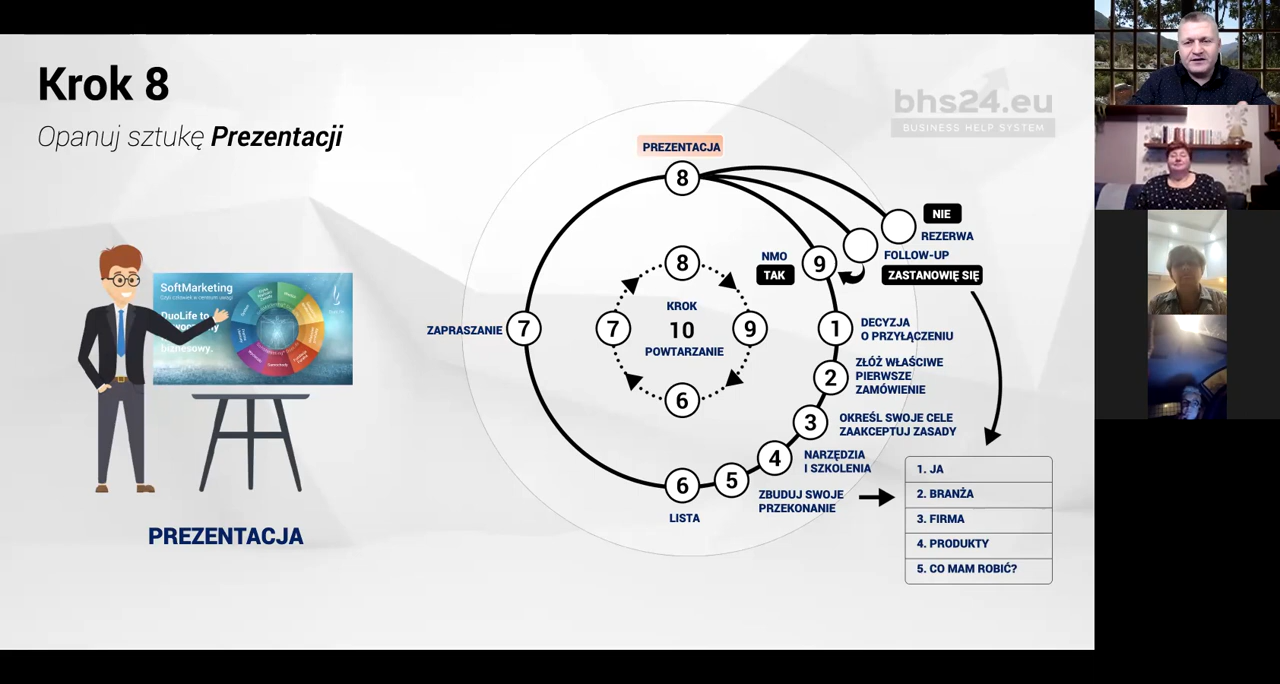 Krok 8
Opanuj sztukę Prezentacji
bhs24.eu
BUSINESS HELP SYSTEM
SoftMarketing
DuoLife to
PREZENTACJA
PREZENTACJA
8
NIE
REZERWA
NMO
TAK
9
FOLLOW-UP
ZASTANOWIĘ SIĘ
8
7
KROK
10
POWTARZANIE
9
6
ZAPRASZANIE
7
1
DECYZJA
O PRZYŁĄCZENIU
2
ZŁÓŻ WŁAŚCIWE
PIERWSZE
ZAMÓWIENIE
3
OKREŚL SWOJE CELE
ZAAKCEPTUJ ZASADY
4
NARZĘDZIA
I SZKOLENIA
5
ZBUDUJ SWOJE
PRZEKONANIE
6
LISTA
1. JA
2. BRANŻA
3. FIRMA
4. PRODUKTY
5. CO MAM ROBIĆ?